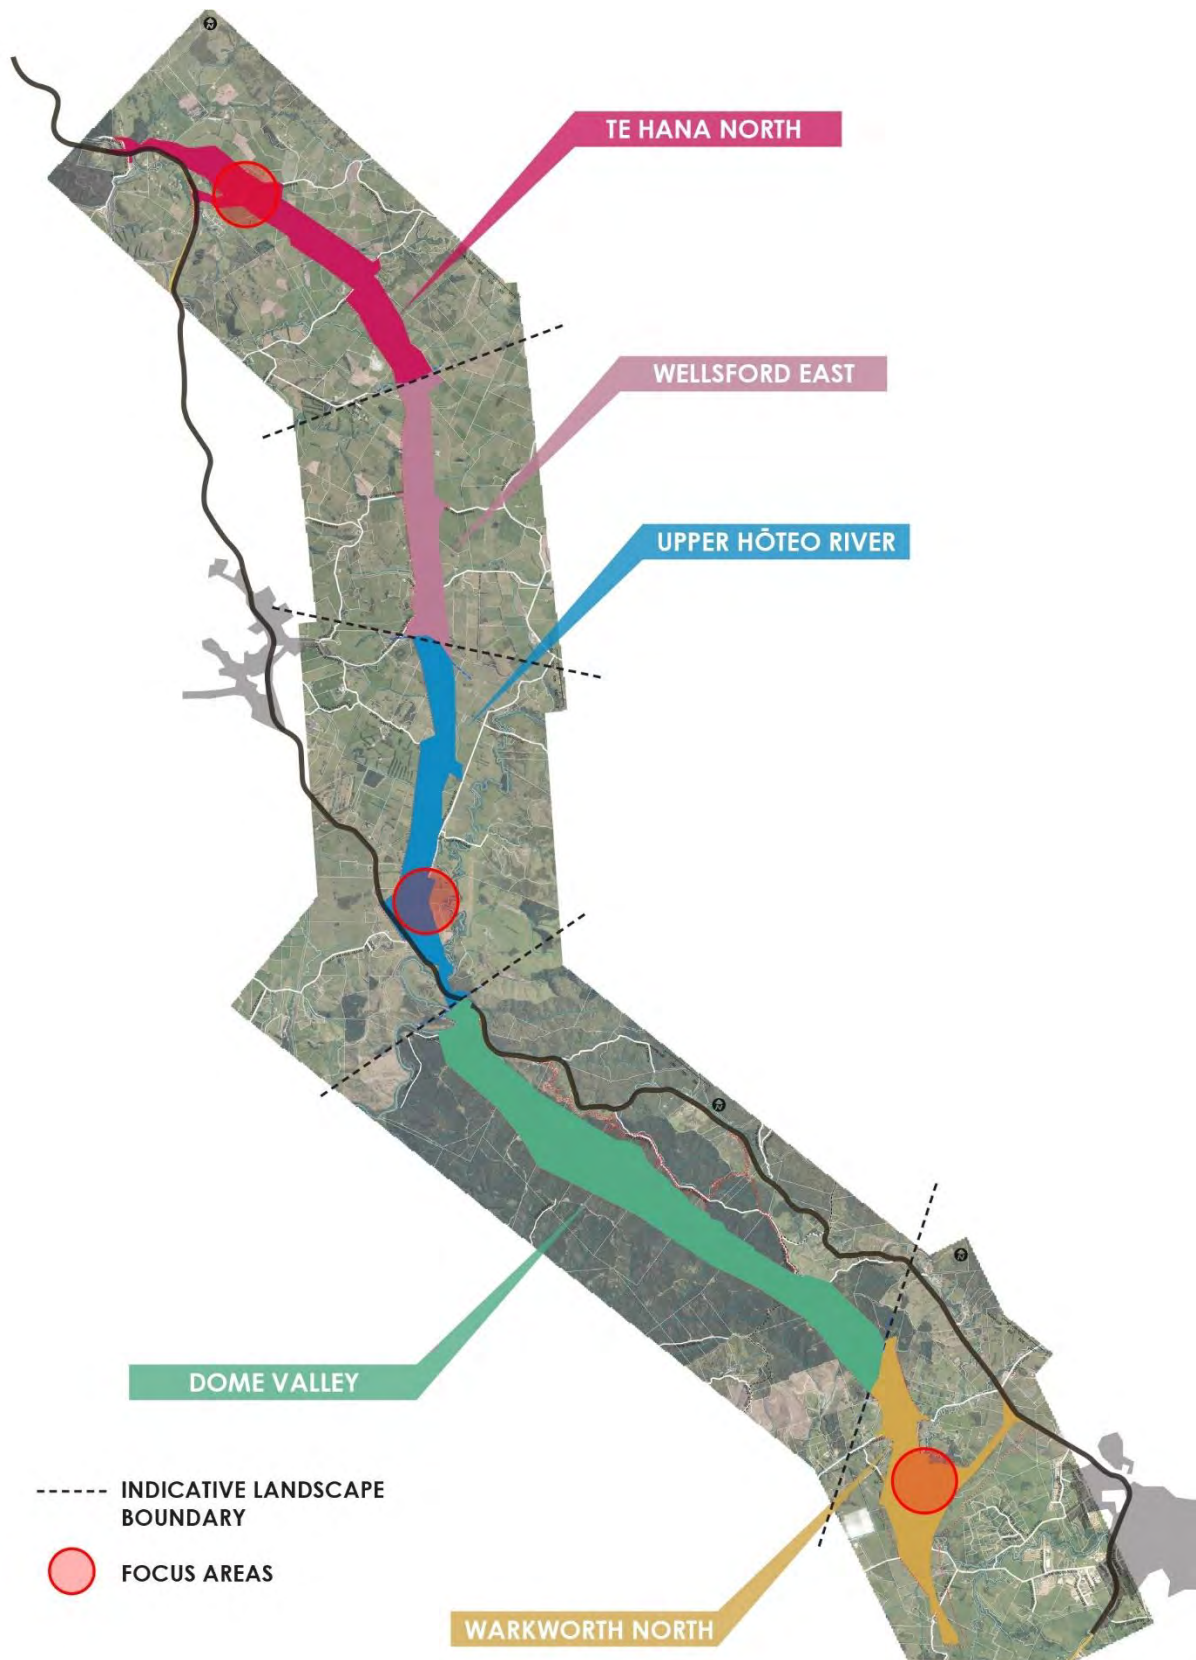 TE HANA NORTH
WELLSFORD EAST
UPPER HŌTEO RIVER
DOME VALLEY
INDICATIVE LANDSCAPE
BOUNDARY
FOCUS AREAS
WARKWORTH NORTH